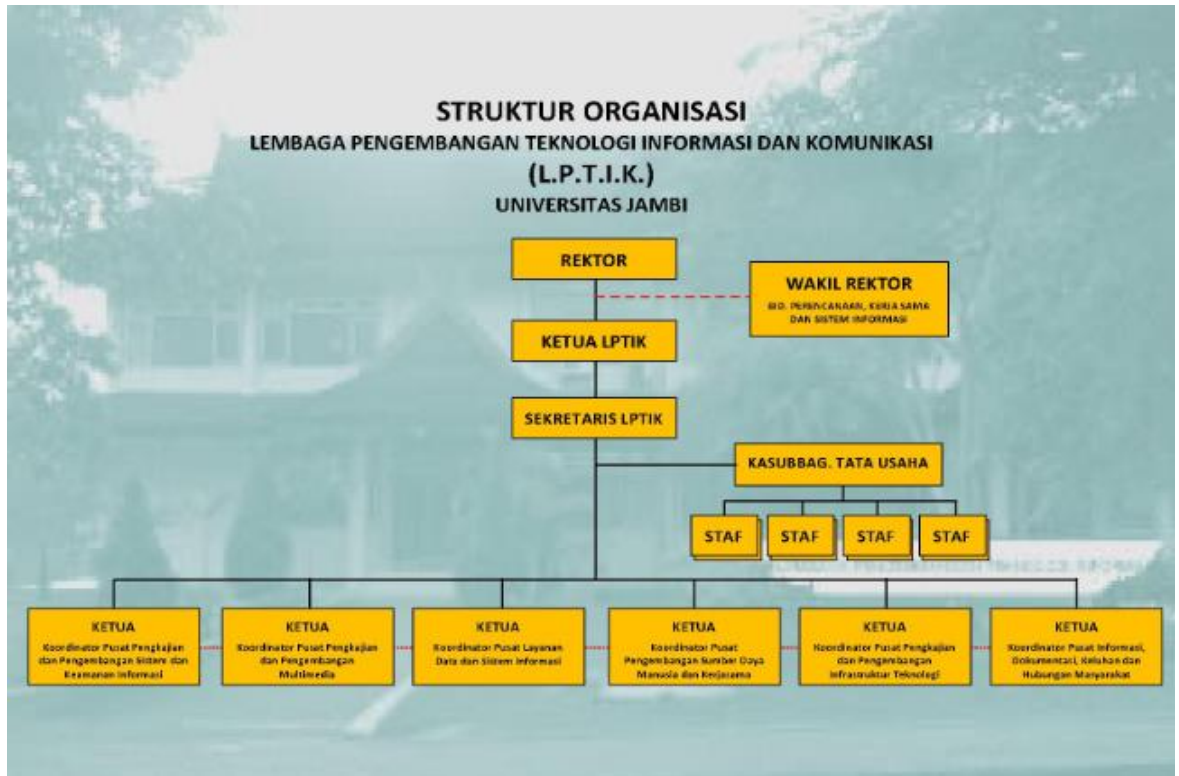 STRUKTUR ORGANISASI
LEMBAGA PENGEMBANGAN TEKNOLOGI INFORMASI DAN KOMUNIKASI
(L.P.T.I.K.)
UNIVERSITAS JAMBI
REKTOR
WAKIL REKTOR
BID. PERENCANAAN, KERJA SAMA
DAN SISTEM INFORMASI
KETUA LPTIK
SEKRETARIS LPTIK
KASUBBAG. TATA USAHA
STAF
STAF
STAF
STAF
KETUA
Koordinator Pusat Pengkajian
dan Pengembangan Sistem dan
Keamanan Informasi
KETUA
Koordinator Pusat Pengkajian
dan Pengembangan
Multimedia
KETUA
Koordinator Pusat Layanan
Data dan Sistem Informasi
KETUA
Koordinator Pusat
Pengembangan Sumber Daya
Manusia dan Kerjasama
KETUA
Koordinator Pusat Pengkajian
dan Pengembangan
Infrastruktur Teknologi
KETUA
Koordinator Pusat Informasi,
Dokumentasi, Keluhan dan
Hubungan Masyarakat